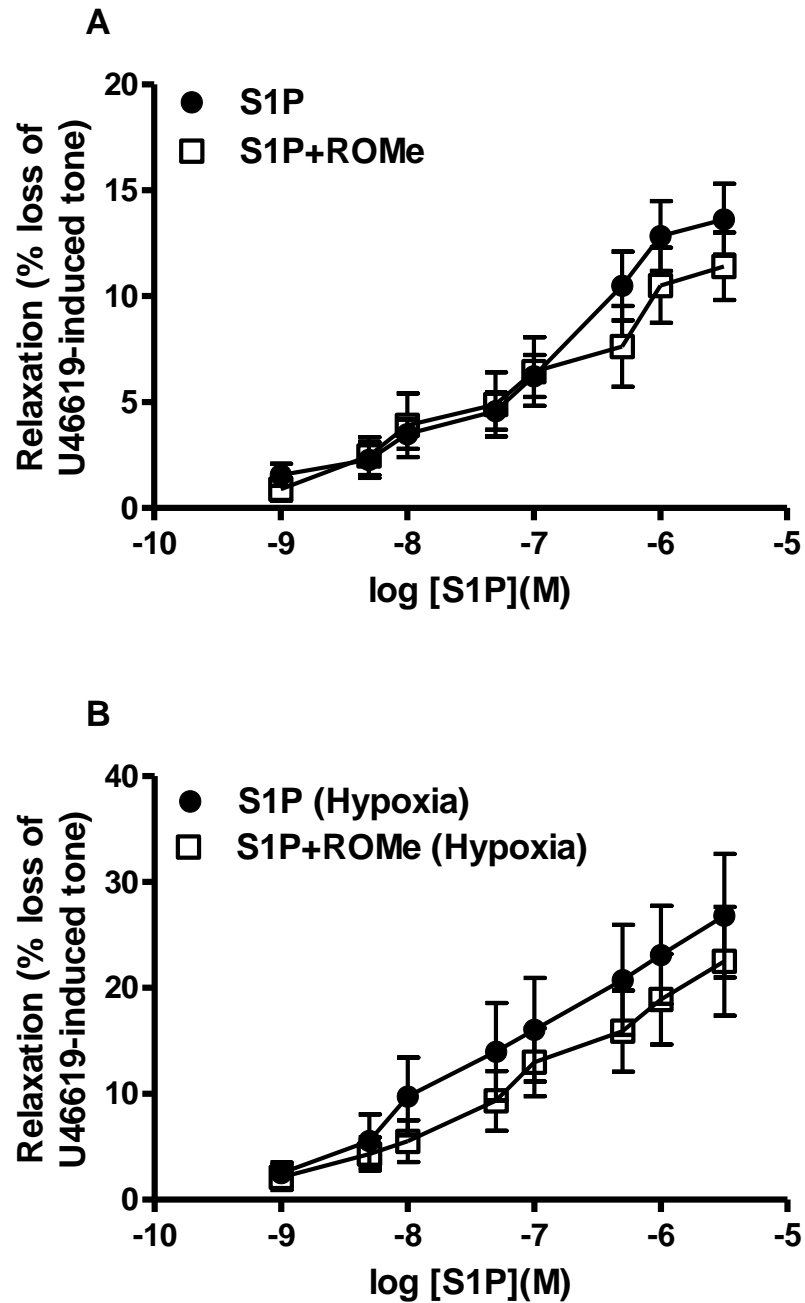 A
20
15
10
5
0
Relaxation (% loss of
U46619-induced tone)
S1P
S1P+ROMe
-10
-9
-8
-7
-6
-5
log [S1P](M)
B
40
30
20
10
0
Relaxation (% loss of
U46619-induced tone)
S1P (Hypoxia)
S1P+ROMe (Hypoxia)
-10
-9
-8
-7
-6
-5
log [S1P](M)